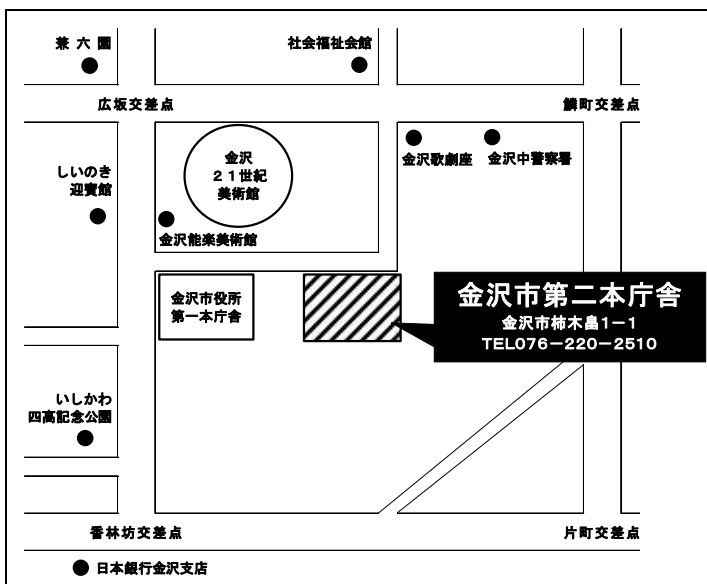 兼六園
社会福祉会館
広坂交差点
鱗町交差点
金沢
２１世紀
美術館
金沢歌劇座
金沢中警察署
しいのき
迎賓館
金沢能楽美術館
金沢市役所
第一本庁舎
金沢市第二本庁舎
金沢市柿木畠１－１
TEL076－220－2510
いしかわ
四高記念公園
香林坊交差点
片町交差点
日本銀行金沢支店